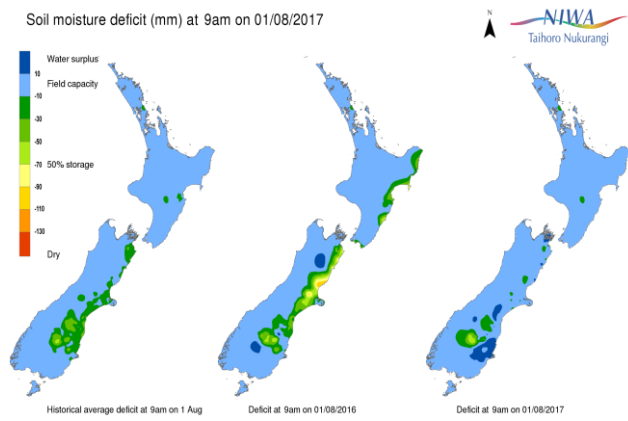 Soil moisture deficit (mm) at 9am on 01/08/2017
N
NIWA
Taihoro Nukurangi
Water surplus
10
Field capacity
-10
-30
-50
50% storage
-70
-90
-110
-130
Dry
Historical average deficit at 9am on 1 Aug
Deficit at 9am on 01/08/2016
Deficit at 9am on 01/08/2017